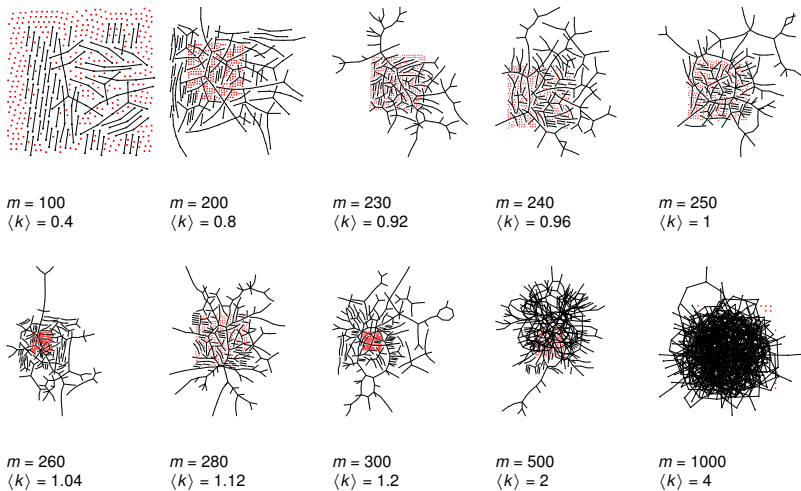 m = 100
⟨k⟩ = 0.4
m = 200
⟨k⟩ = 0.8
m = 230
⟨k⟩ = 0.92
m = 240
⟨k⟩ = 0.96
m = 250
⟨k⟩ = 1
m = 260
⟨k⟩ = 1.04
m = 280
⟨k⟩ = 1.12
m = 300
⟨k⟩ = 1.2
m = 500
⟨k⟩ = 2
m = 1000
⟨k⟩ = 4